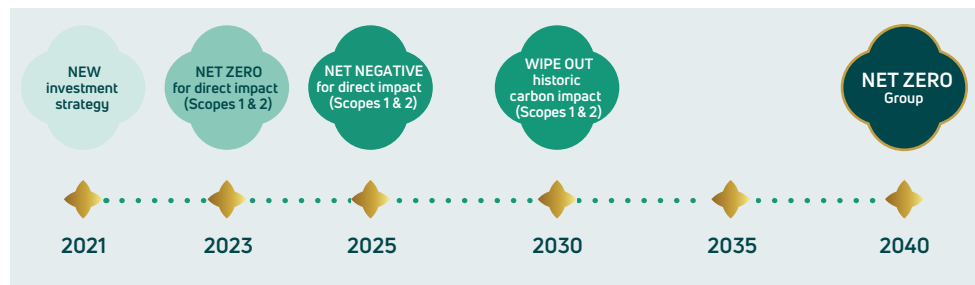 NEW
investment
strategy
NET ZERO
for direct impact
(Scopes 1 & 2)
NET NEGATIVE
for direct impact
(Scopes 1 & 2)
WIPE OUT
historic
carbon impact
(Scopes 1 & 2)
NET ZERO
Group
2021
2023
2025
2030
2035
2040